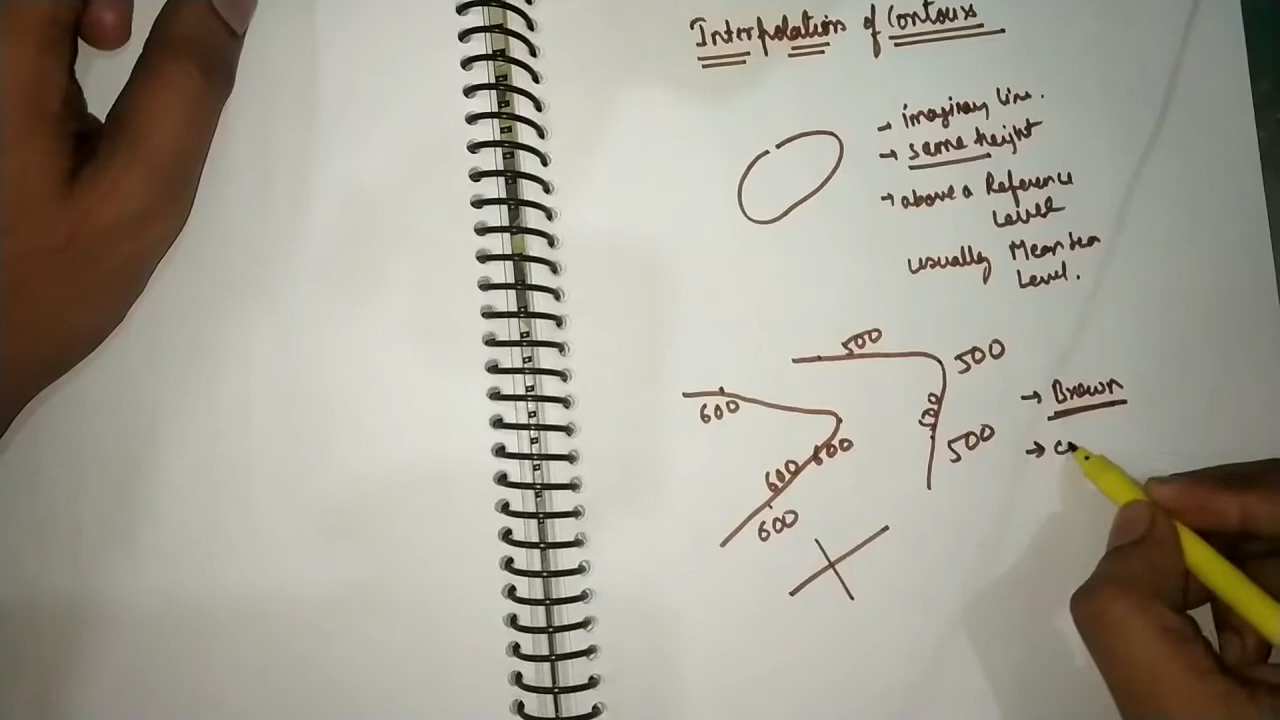 Interpolation of Contours
→ imaginary line.
→ same height
→ above a Reference
Level
usually Mean sea
Level.
500
500
600
500
600
600
600
→ Brown
→ c